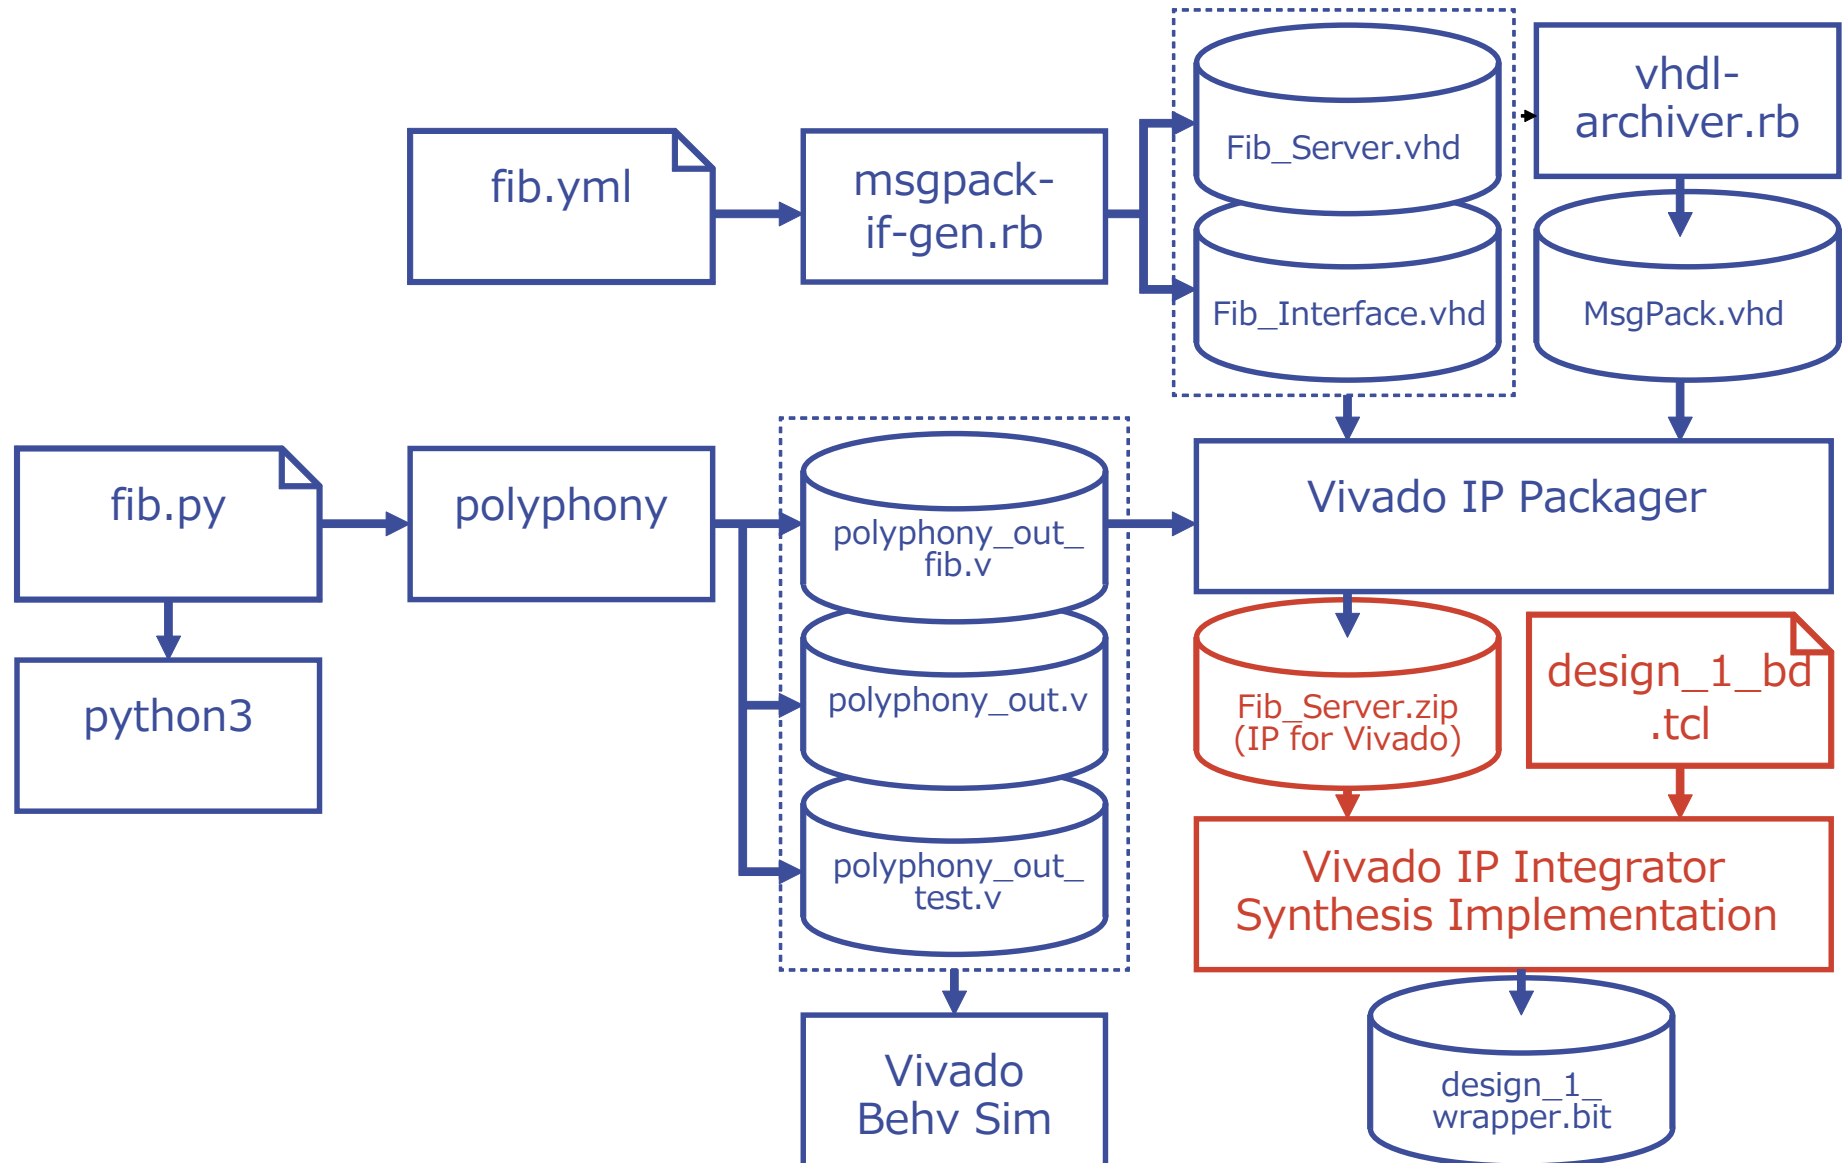 vhdl-
archiver.rb
fib.yml
msgpack-
if-gen.rb
Fib_Server.vhd
Fib_Interface.vhd
MsgPack.vhd
fib.py
polyphony
polyphony_out_
fib.v
Vivado IP Packager
python3
polyphony_out.v
Fib_Server.zip
(IP for Vivado)
design_1_bd
.tcl
polyphony_out_
test.v
Vivado IP Integrator
Synthesis Implementation
Vivado
Behv Sim
design_1_
wrapper.bit